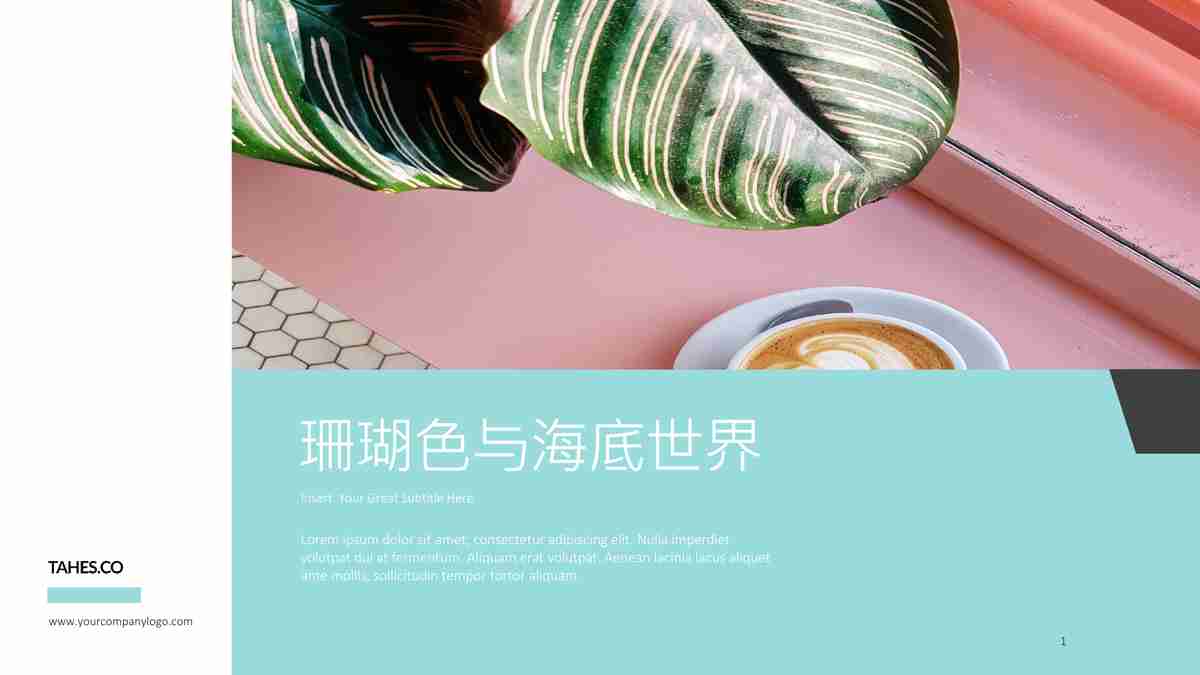 珊瑚色与海底世界
Insert Your Great Subtitle Here
Lorem ipsum dolor sit amet, consectetur adipiscing elit. Nulla imperdiet
volutpat dui at fermentum. Aliquam erat volutpat. Aenean lacinia lacus aliquet
ante mollis, sollicitudin tempor tortor aliquam.
TAHES.CO
www.yourcompanylogo.com
1